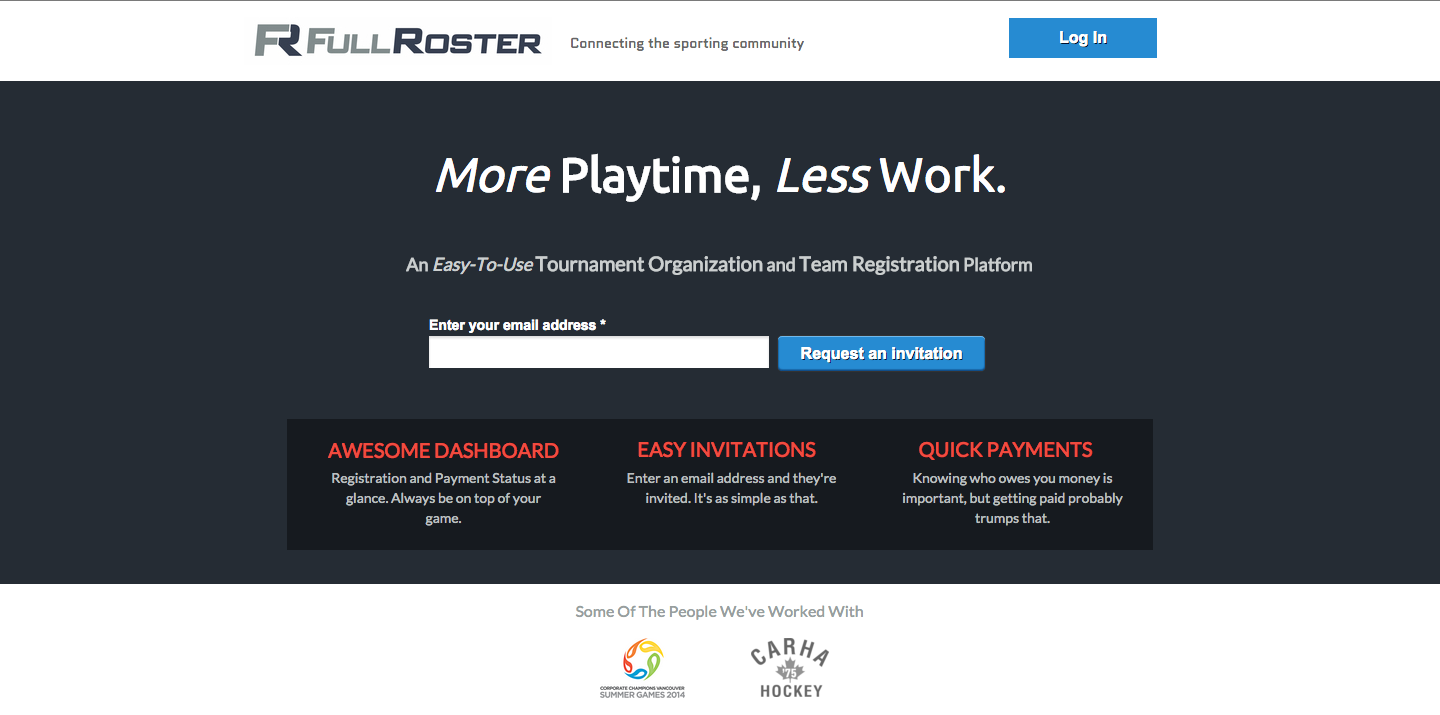 FR FULLROSTER Connecting the sporting community Log In
More Playtime, Less Work.
An Easy-To-Use Tournament Organization and Team Registration Platform
Enter your email address *
Request an invitation
AWESOME DASHBOARD
Registration and Payment Status at a
glance. Always be on top of your
game.
EASY INVITATIONS
Enter an email address and they're
invited. It's as simple as that.
QUICK PAYMENTS
Knowing who owes you money is
important, but getting paid probably
trumps that.
Some Of The People We've Worked With
CORPORATE CHAMPIONS VANCOUVER
SUMMER GAMES 2014
CARHA
'75
HOCKEY